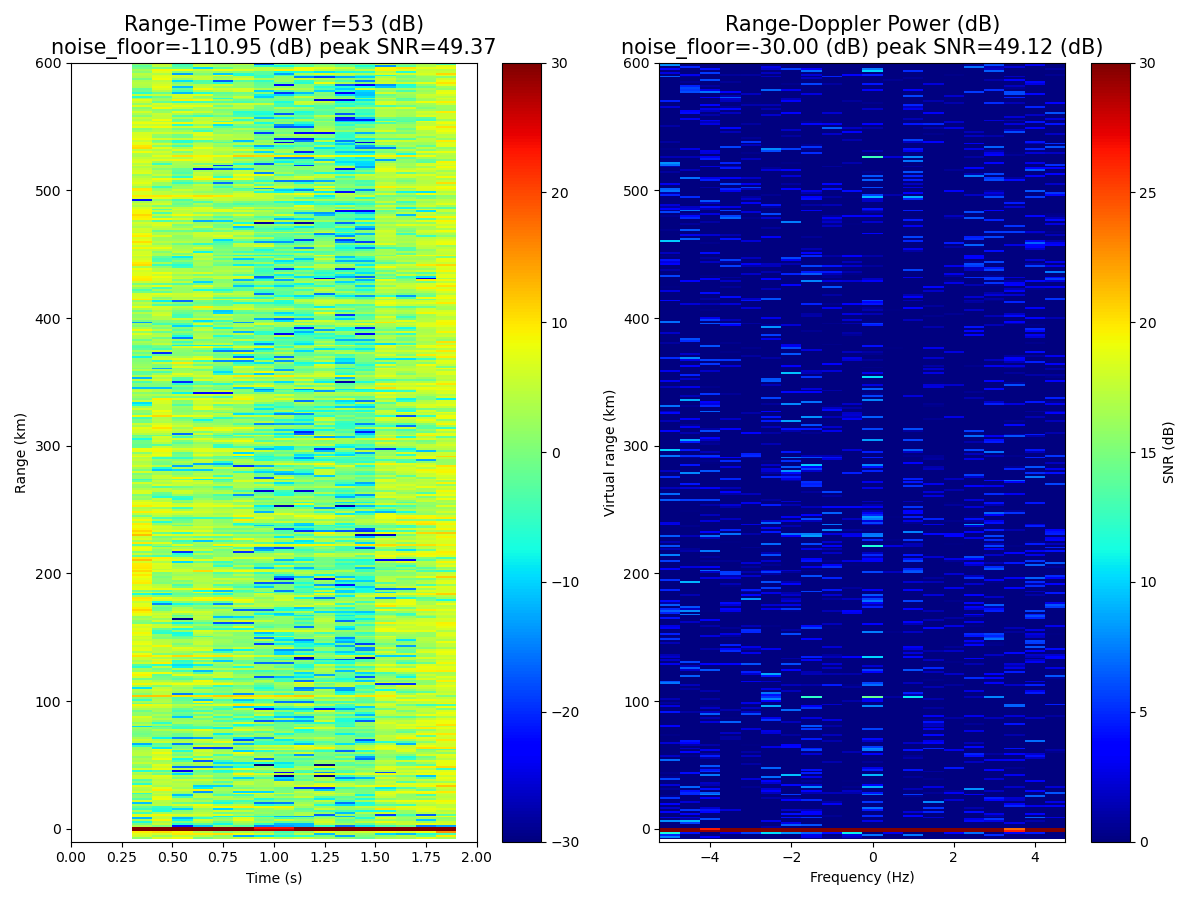 Range-Time Power f=53 (dB)
noise_floor=-110.95 (dB) peak SNR=49.37
600
500
400
300
200
100
0
Range (km)
0.00 0.25 0.50 0.75 1.00 1.25 1.50 1.75 2.00
Time (s)
30
20
10
0
−10
−20
−30
Range-Doppler Power (dB)
noise_floor=-30.00 (dB) peak SNR=49.12 (dB)
600
500
400
300
200
100
0
Virtual range (km)
−4 −2 0 2 4
Frequency (Hz)
30
25
20
15
10
5
0
SNR (dB)